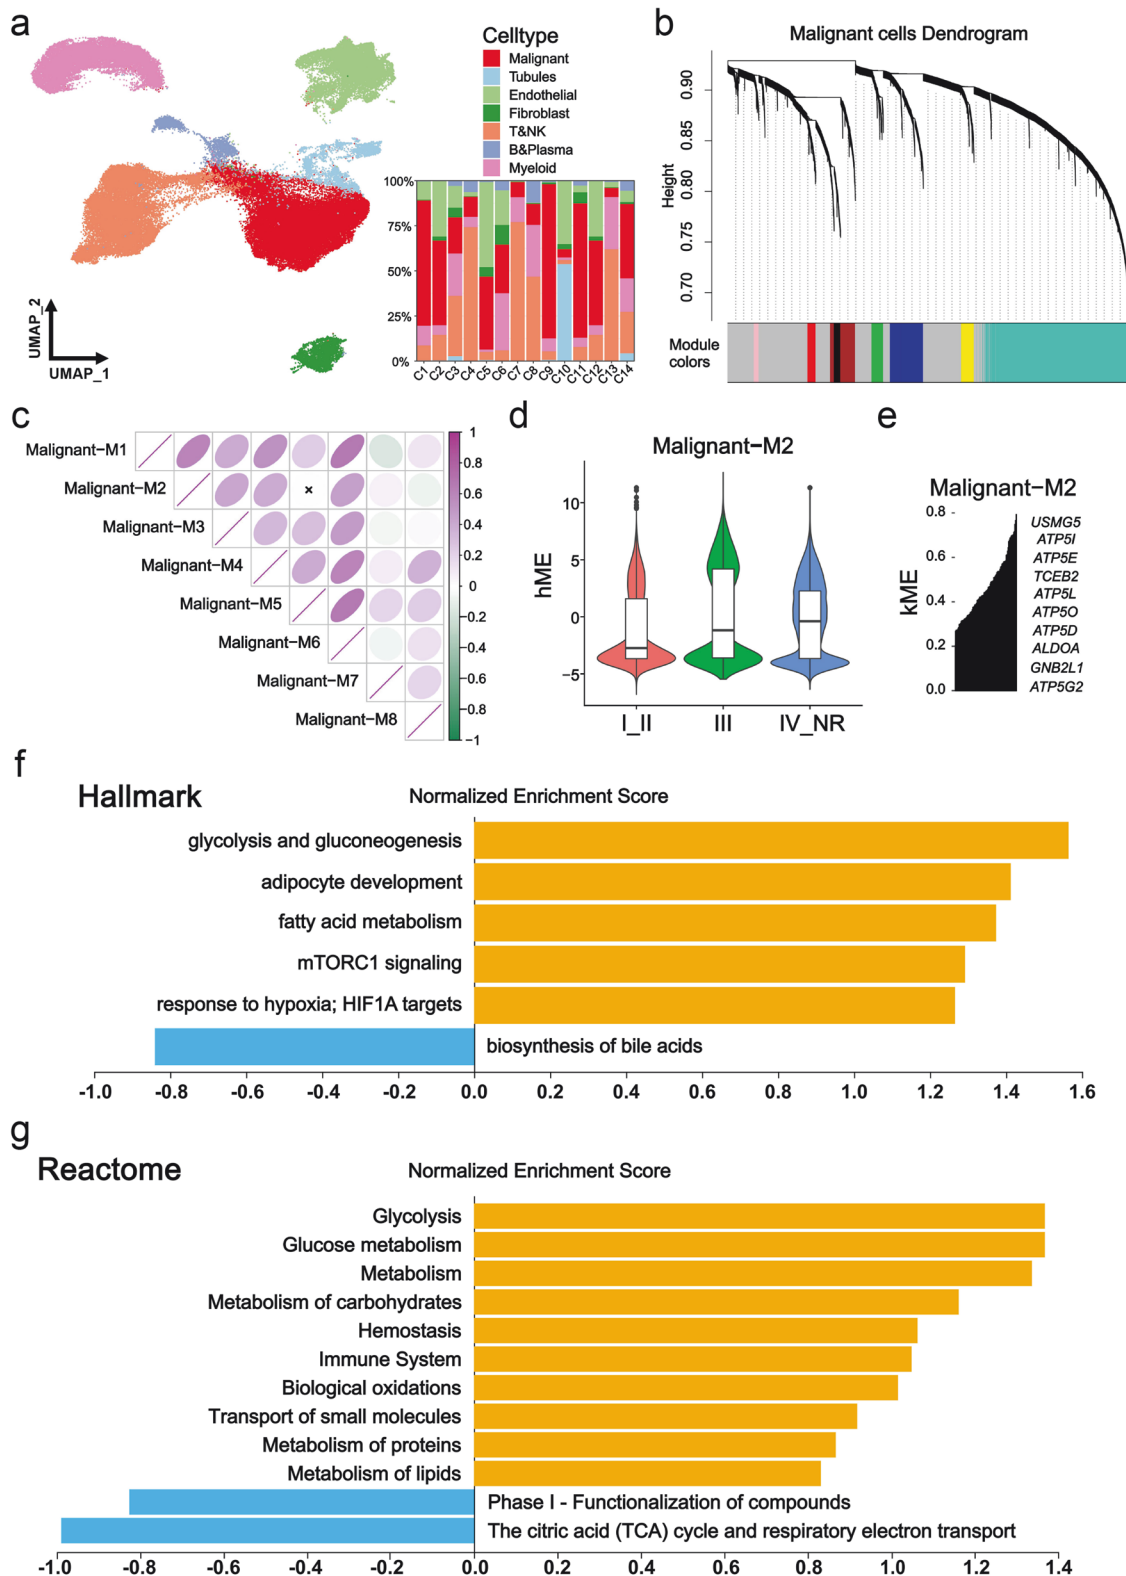 a
Celltype
Malignant
Tubules
Endothelial
Fibroblast
T&NK
B&Plasma
Myeloid
100%
75%
50%
25%
0%
C1
C2
C3
C4
C5
C6
C7
C8
C9
C10
C11
C12
C13
C14
UMAP_2
UMAP_1
b
Malignant cells Dendrogram
Height
0.90
0.85
0.80
0.75
0.70
Module
colors
c
Malignant-M1
Malignant-M2
Malignant-M3
Malignant-M4
Malignant-M5
Malignant-M6
Malignant-M7
Malignant-M8
1
0.8
0.6
0.4
0.2
0
-0.2
-0.4
-0.6
-0.8
-1
d
Malignant-M2
hME
10
5
0
-5
I_II III IV_NR
e
Malignant-M2
kME
0.8
0.6
0.4
0.2
0.0
USMG5
ATP5I
ATP5E
TCEB2
ATP5L
ATP5O
ATP5D
ALDOA
GNB2L1
ATP5G2
f
Hallmark
Normalized Enrichment Score
glycolysis and gluconeogenesis
adipocyte development
fatty acid metabolism
mTORC1 signaling
response to hypoxia; HIF1A targets
biosynthesis of bile acids
-1.0 -0.8 -0.6 -0.4 -0.2 0.0 0.2 0.4 0.6 0.8 1.0 1.2 1.4 1.6
g
Reactome
Normalized Enrichment Score
Glycolysis
Glucose metabolism
Metabolism
Metabolism of carbohydrates
Hemostasis
Immune System
Biological oxidations
Transport of small molecules
Metabolism of proteins
Metabolism of lipids
Phase I - Functionalization of compounds
The citric acid (TCA) cycle and respiratory electron transport
-1.0 -0.8 -0.6 -0.4 -0.2 0.0 0.2 0.4 0.6 0.8 1.0 1.2 1.4